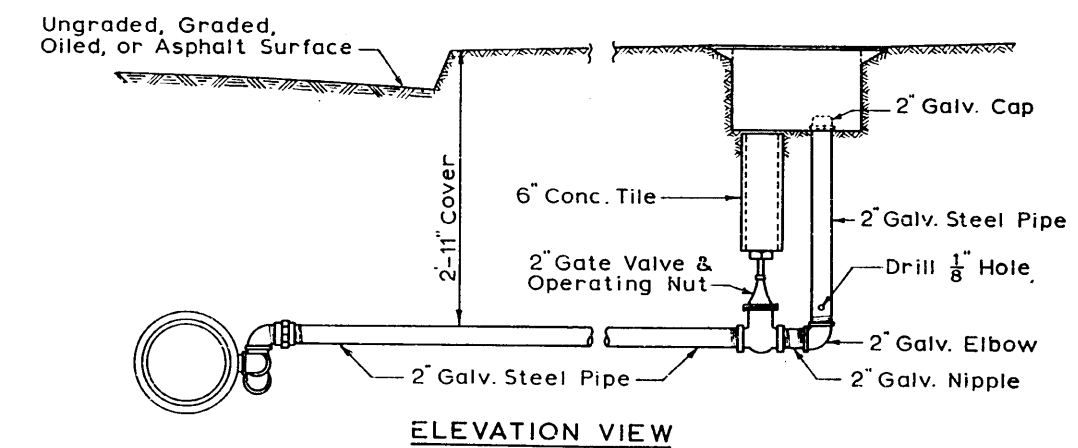 Ungraded, Graded,
Oiled, or Asphalt Surface
2" Galv. Cap
2'-11" Cover
6" Conc. Tile
2" Galv. Steel Pipe
2" Gate Valve &
Operating Nut
Drill 1/8" Hole.
2" Galv. Elbow
2" Galv. Steel Pipe
2" Galv. Nipple
ELEVATION VIEW